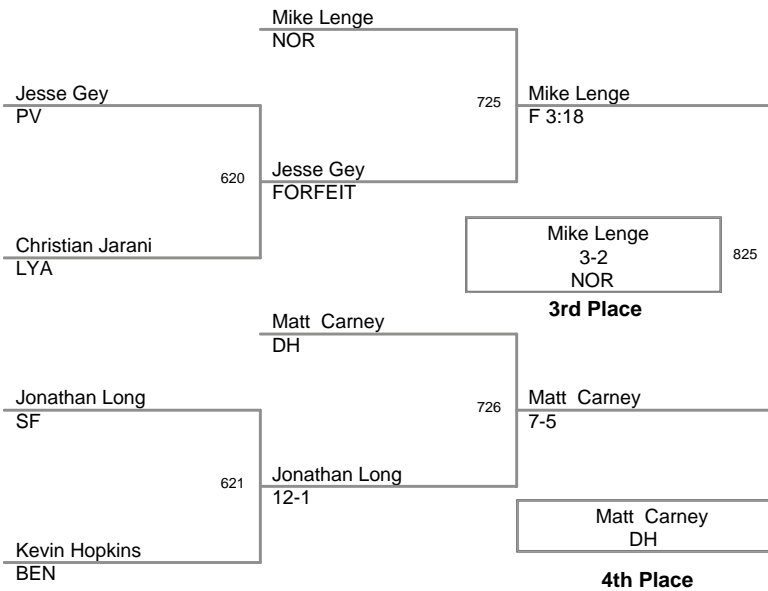 Mike Lenge
NOR
Jesse Gey
PV
725
Mike Lenge
F 3:18
620
Jesse Gey
FORFEIT
Christian Jarani
LYA
Mike Lenge
3-2
NOR
825
3rd Place
Matt Carney
DH
Jonathan Long
SF
726
Matt Carney
7-5
621
Jonathan Long
12-1
Matt Carney
DH
Kevin Hopkins
BEN
4th Place